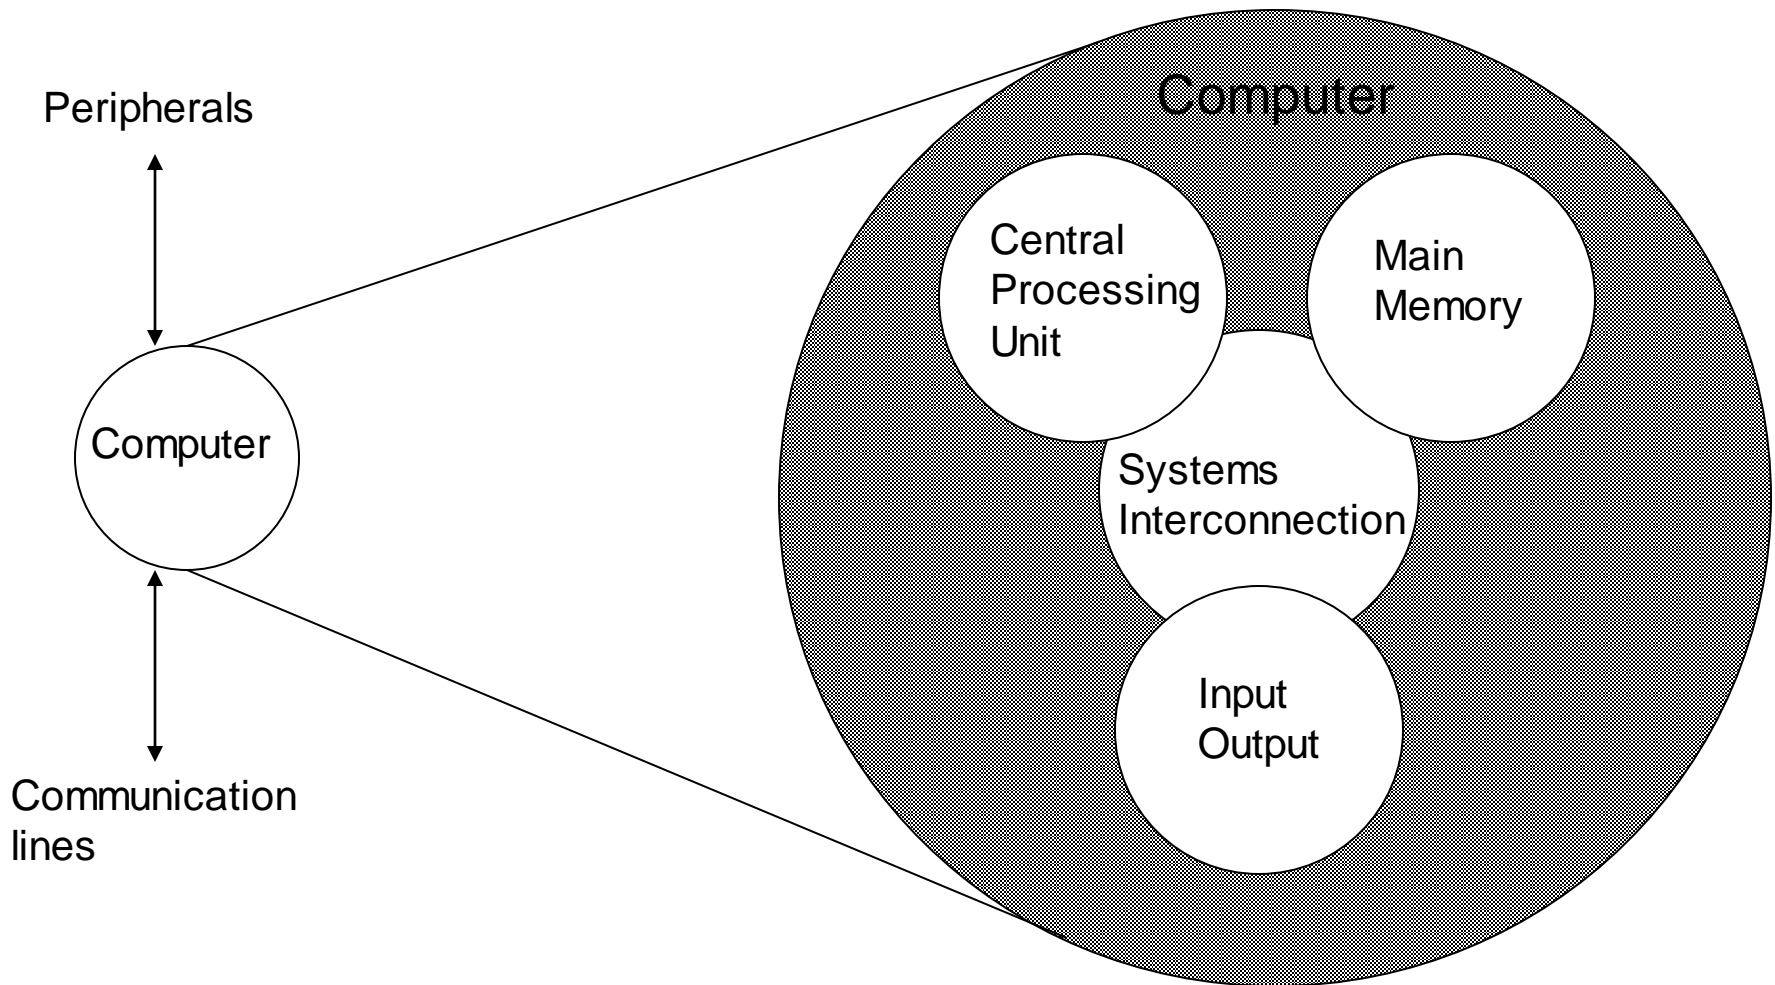 Peripherals
Computer
Communication
lines
Computer
Central
Processing
Unit
Main
Memory
Systems
Interconnection
Input
Output